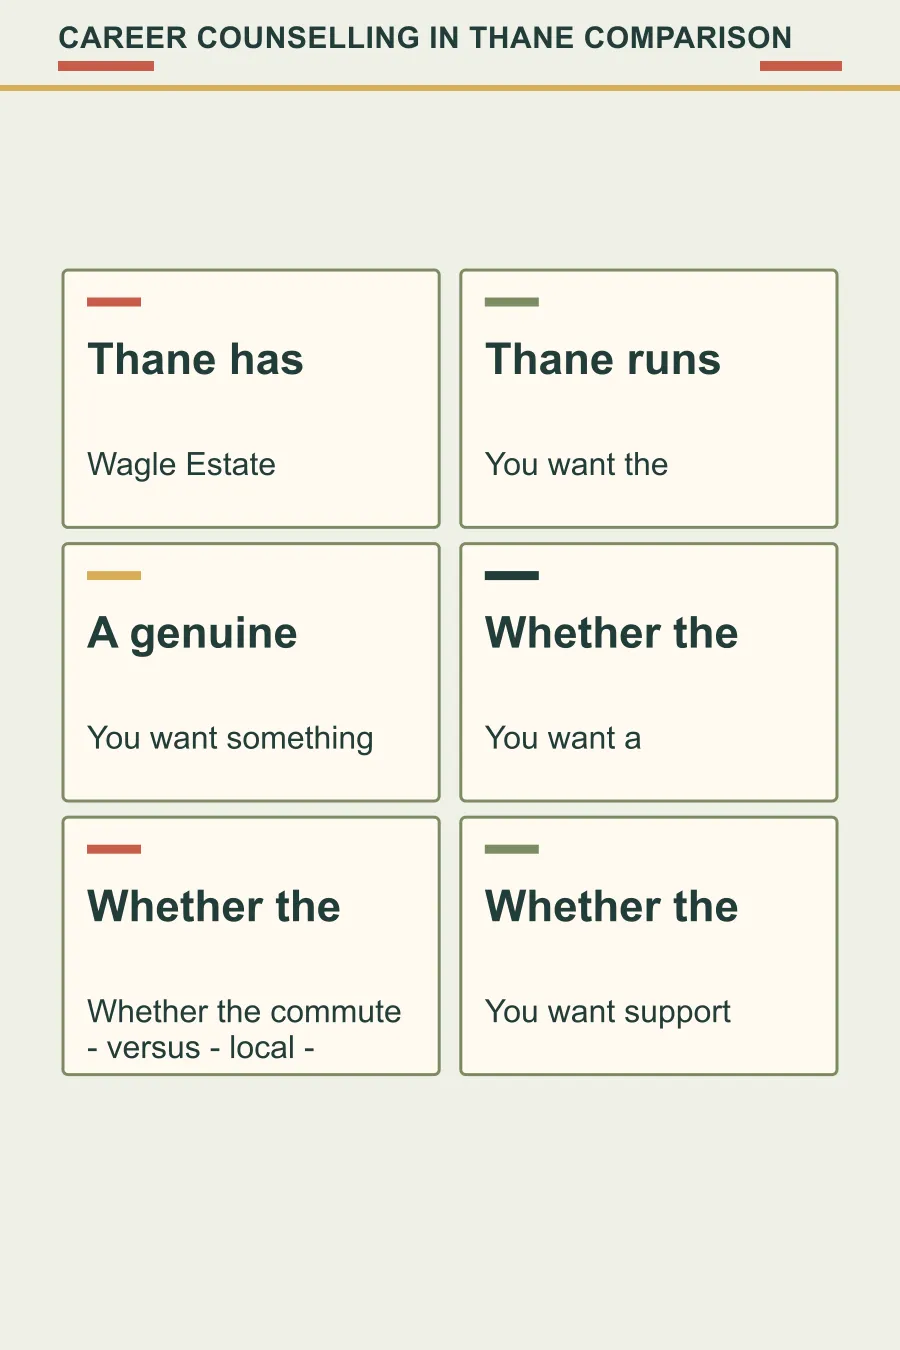 CAREER COUNSELLING IN THANE COMPARISON
Thane has
Wagle Estate
Thane runs
You want the
A genuine
You want something
Whether the
You want a
Whether the
Whether the commute
- versus - local -
Whether the
You want support